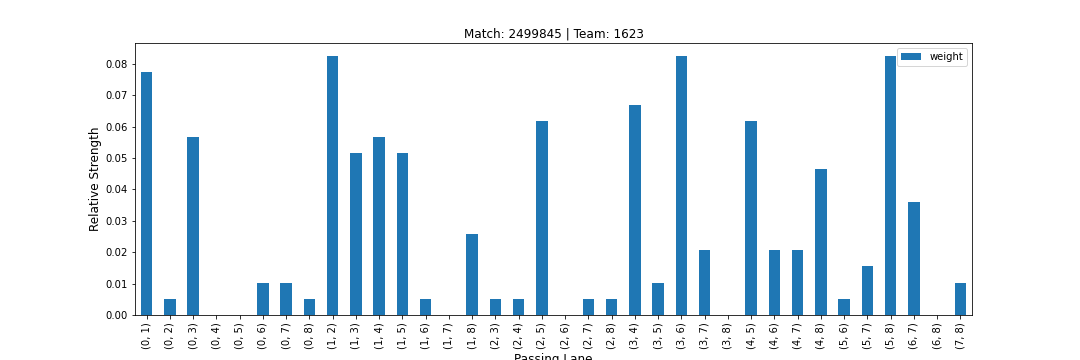 Match: 2499845 | Team: 1623
weight
Relative Strength
0.08
0.07
0.06
0.05
0.04
0.03
0.02
0.01
0.00
(0, 1) (0, 2) (0, 3) (0, 4) (0, 5) (0, 6) (0, 7) (0, 8) (1, 2) (1, 3) (1, 4) (1, 5) (1, 6) (1, 7) (1, 8) (2, 3) (2, 4) (2, 5) (2, 6) (2, 7) (2, 8) (3, 4) (3, 5) (3, 6) (3, 7) (3, 8) (4, 5) (4, 6) (4, 7) (4, 8) (5, 6) (5, 7) (5, 8) (6, 7) (6, 8) (7, 8)
Passing Lane